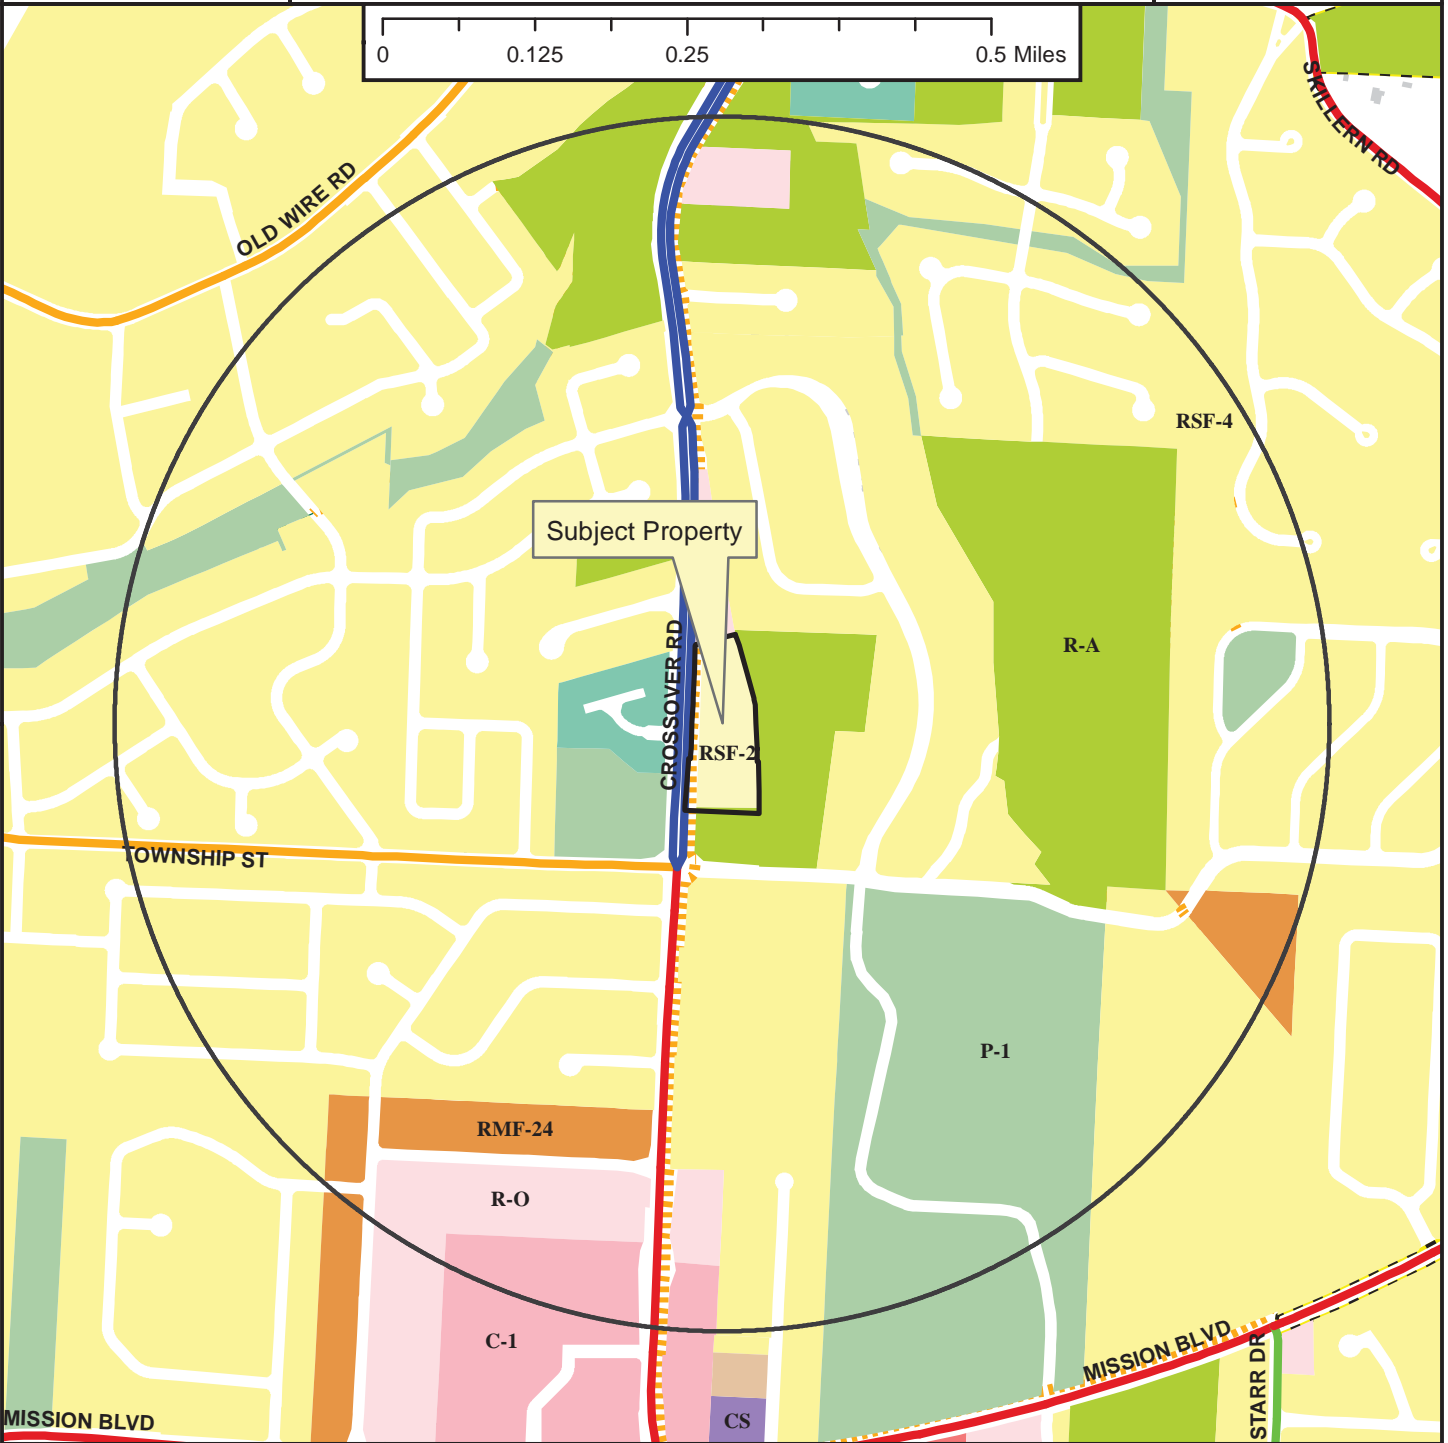 0 0.125 0.25 0.5 Miles
SKILLERN RD
OLD WIRE RD
RSF-4
Subject Property
R-A
CROSSOVER RD
RSF-2
TOWNSHIP ST
P-1
RMF-24
R-O
C-1
MISSION BLVD
STARR DR
MISSION BLVD
CS